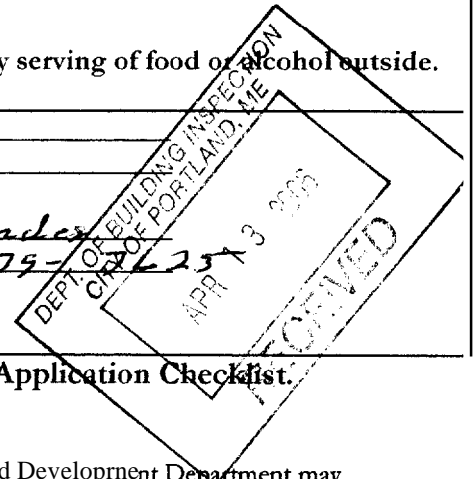 y serving of food or alcohol outside.
DEPT. OF BUILDING INSPECTION
CITY OF PORTLAND, ME
APR 13 2006
RECEIVED
Application Checklist.
d Development Department may